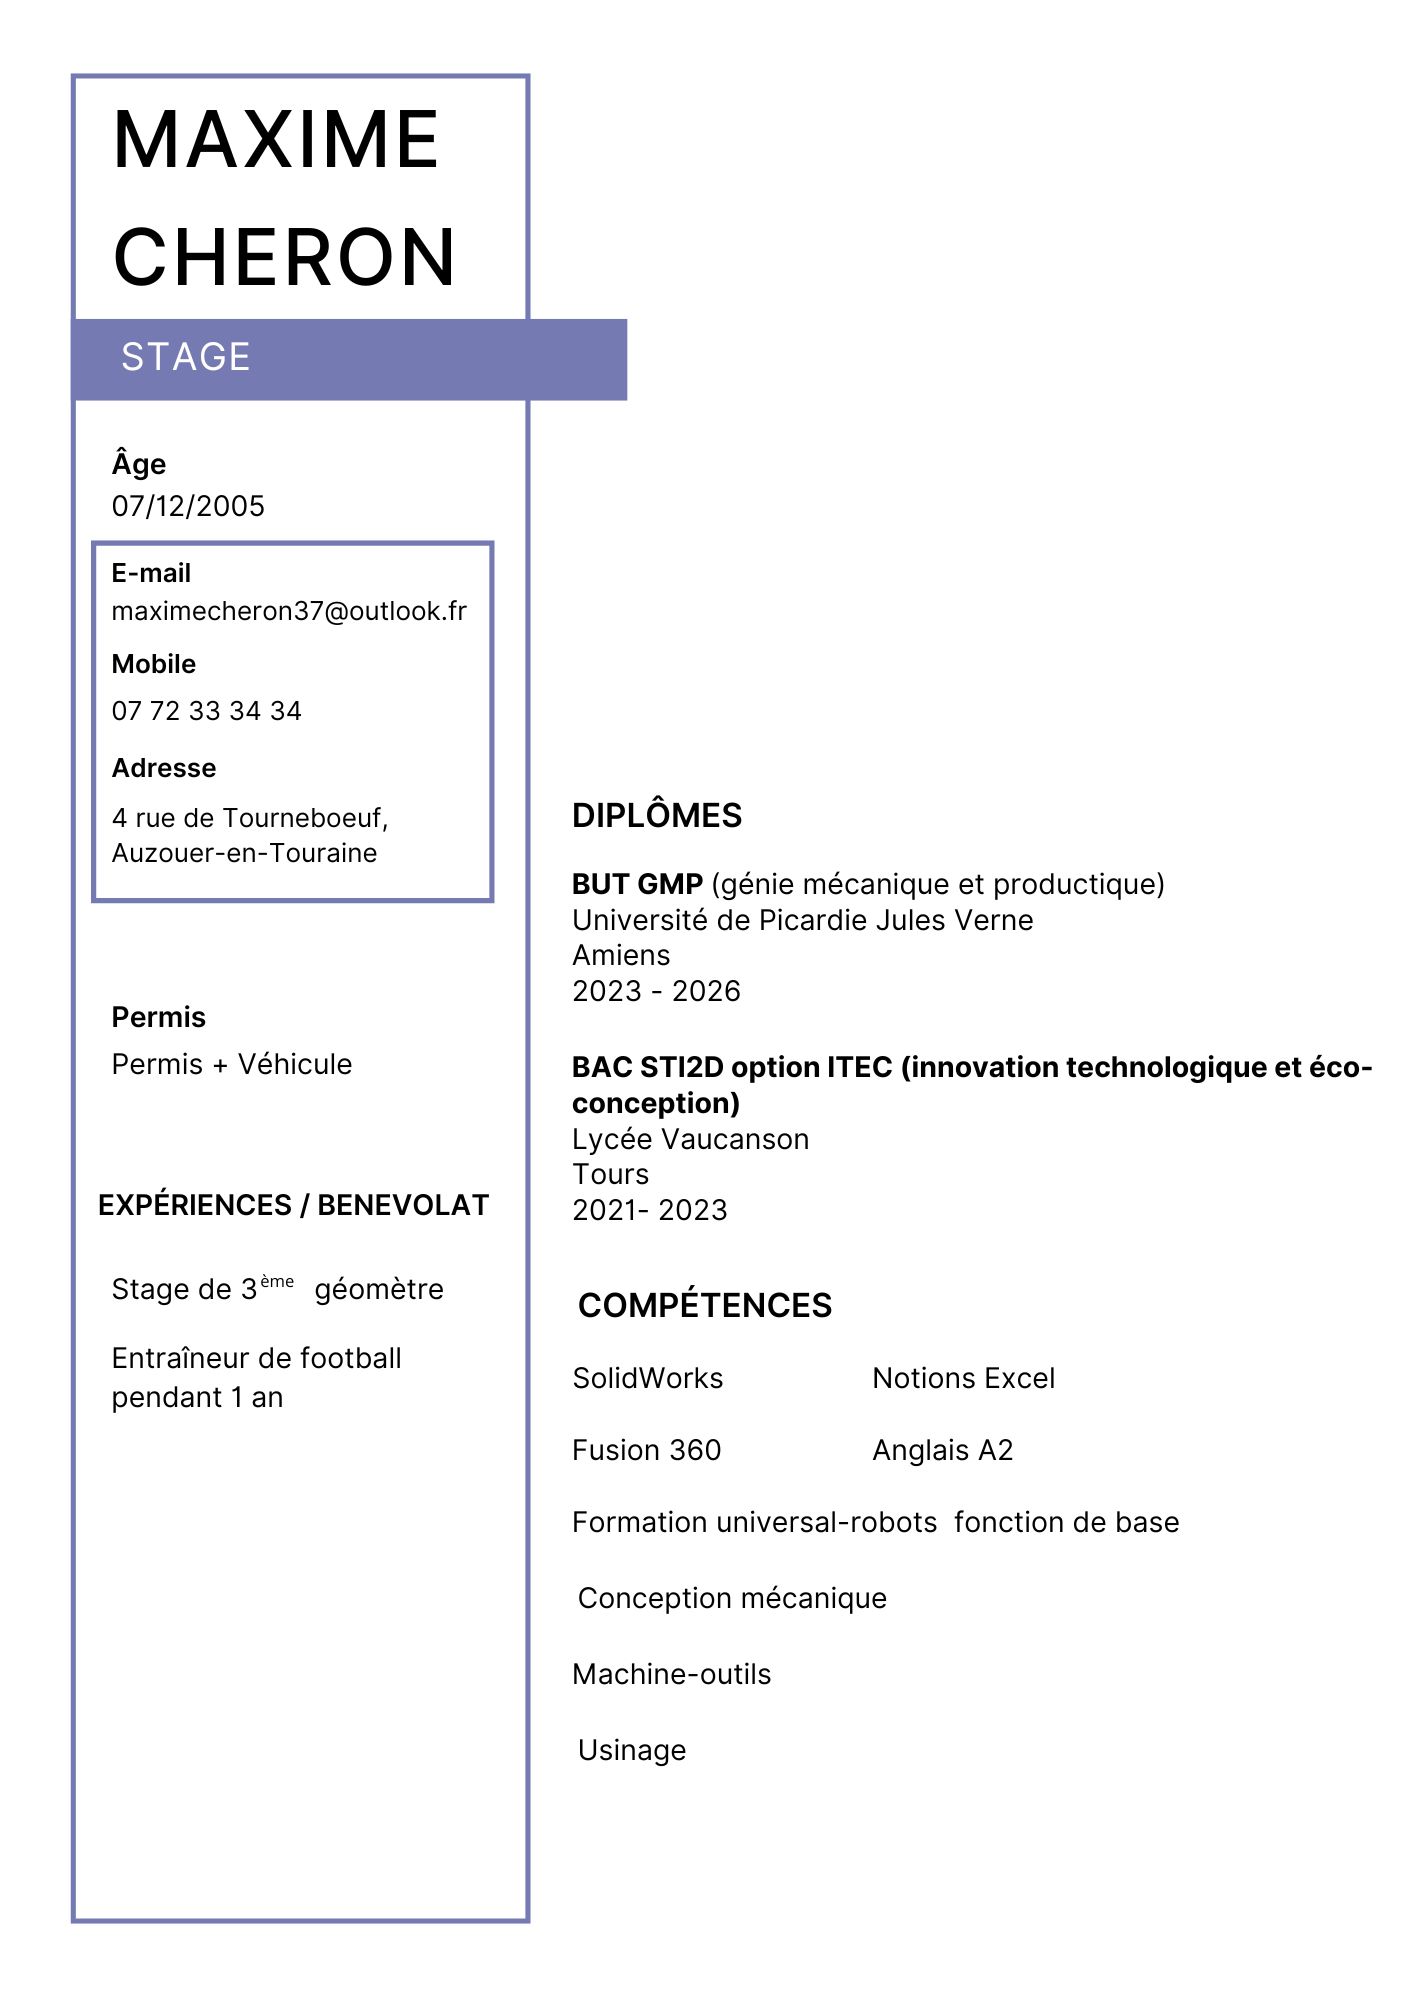 MAXIME
CHERON
STAGE
Âge
07/12/2005
E-mail
maximecheron37@outlook.fr
Mobile
07 72 33 34 34
Adresse
4 rue de Tourneboeuf,
Auzouer-en-Touraine
Permis
Permis + Véhicule
EXPÉRIENCES / BENEVOLAT
Stage de 3ème géomètre
Entraîneur de football
pendant 1 an
DIPLÔMES
BUT GMP (génie mécanique et productique)
Université de Picardie Jules Verne
Amiens
2023 - 2026
BAC STI2D option ITEC (innovation technologique et éco-
conception)
Lycée Vaucanson
Tours
2021- 2023
COMPÉTENCES
SolidWorks Notions Excel
Fusion 360 Anglais A2
Formation universal-robots fonction de base
Conception mécanique
Machine-outils
Usinage